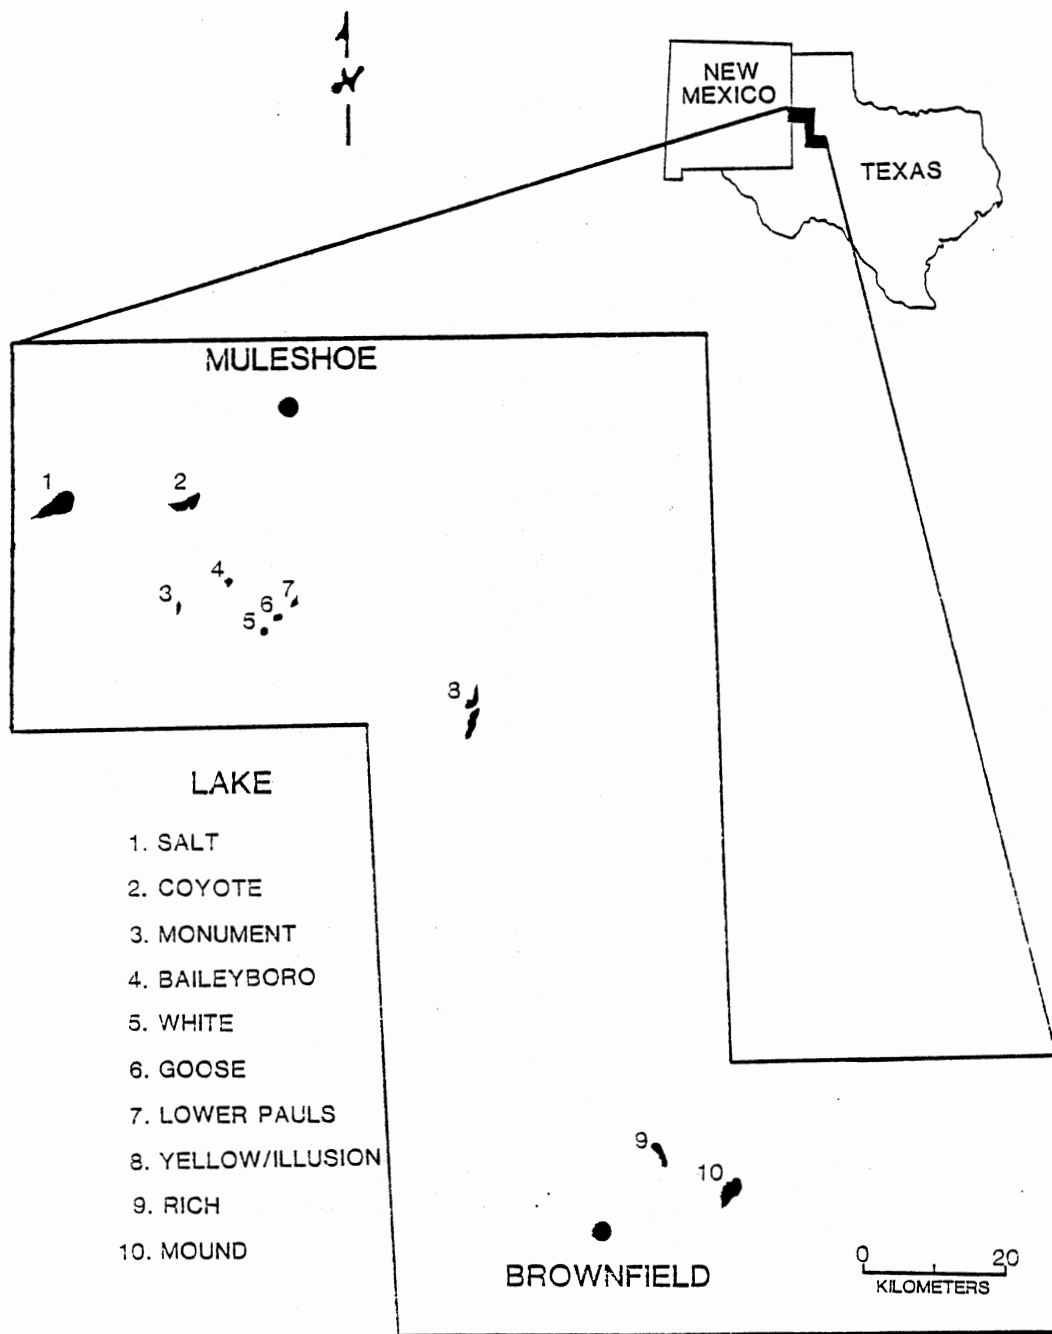 N
NEW
MEXICO
TEXAS
MULESHOE
1
2
4
3
7
6
5
8
LAKE
1. SALT
2. COYOTE
3. MONUMENT
4. BAILEYBORO
5. WHITE
6. GOOSE
7. LOWER PAULS
8. YELLOW/ILLUSION
9. RICH
10. MOUND
9
10
BROWNFIELD
0 20
KILOMETERS